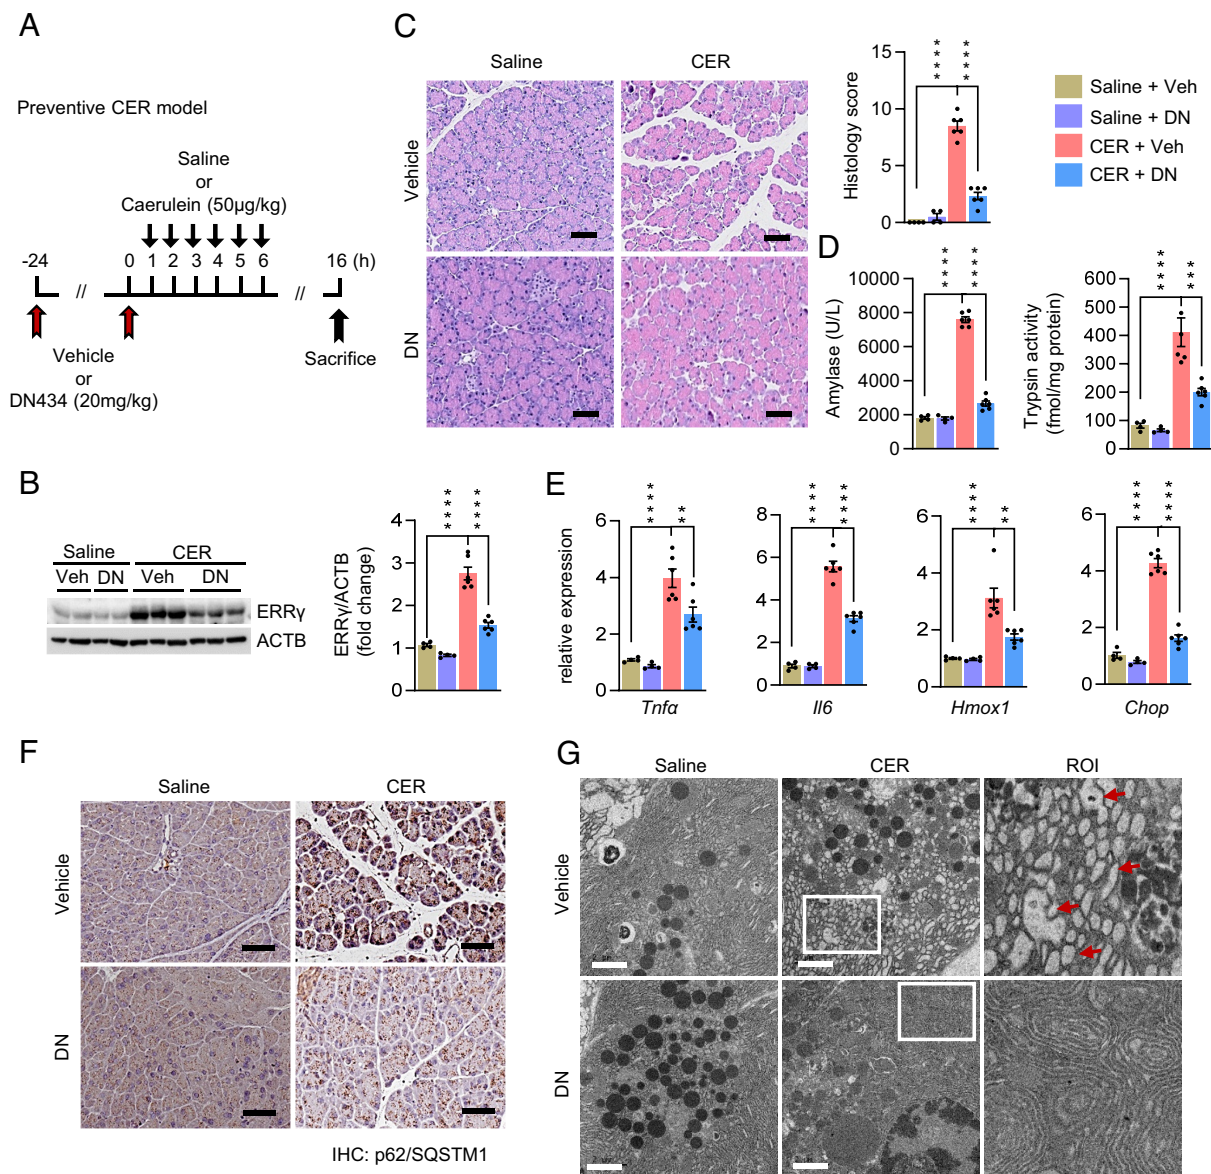 A
Preventive CER model
Saline
or
Caerulein (50µg/kg)
-24 0 1 2 3 4 5 6 16 (h)
// //
Vehicle
or
DN434 (20mg/kg)
Sacrifice
B
Saline CER
Veh DN Veh DN
ERRγ
ACTB
ERRγ/ACTB
(fold change)
4
3
2
1
0
****
****
C
Saline CER
Vehicle
DN
Histology score
15
10
5
0
****
****
Saline + Veh
Saline + DN
CER + Veh
CER + DN
D
Amylase (U/L)
10000
8000
6000
4000
2000
0
****
****
Trypsin activity
(fmol/mg protein)
600
500
400
300
200
100
0
****
***
E
relative expression
6
4
2
0
****
**
Tnfα
8
6
4
2
0
****
****
Il6
6
4
2
0
****
**
Hmox1
6
4
2
0
****
****
Chop
F
Saline CER
Vehicle
DN
IHC: p62/SQSTM1
G
Saline CER ROI
Vehicle
DN